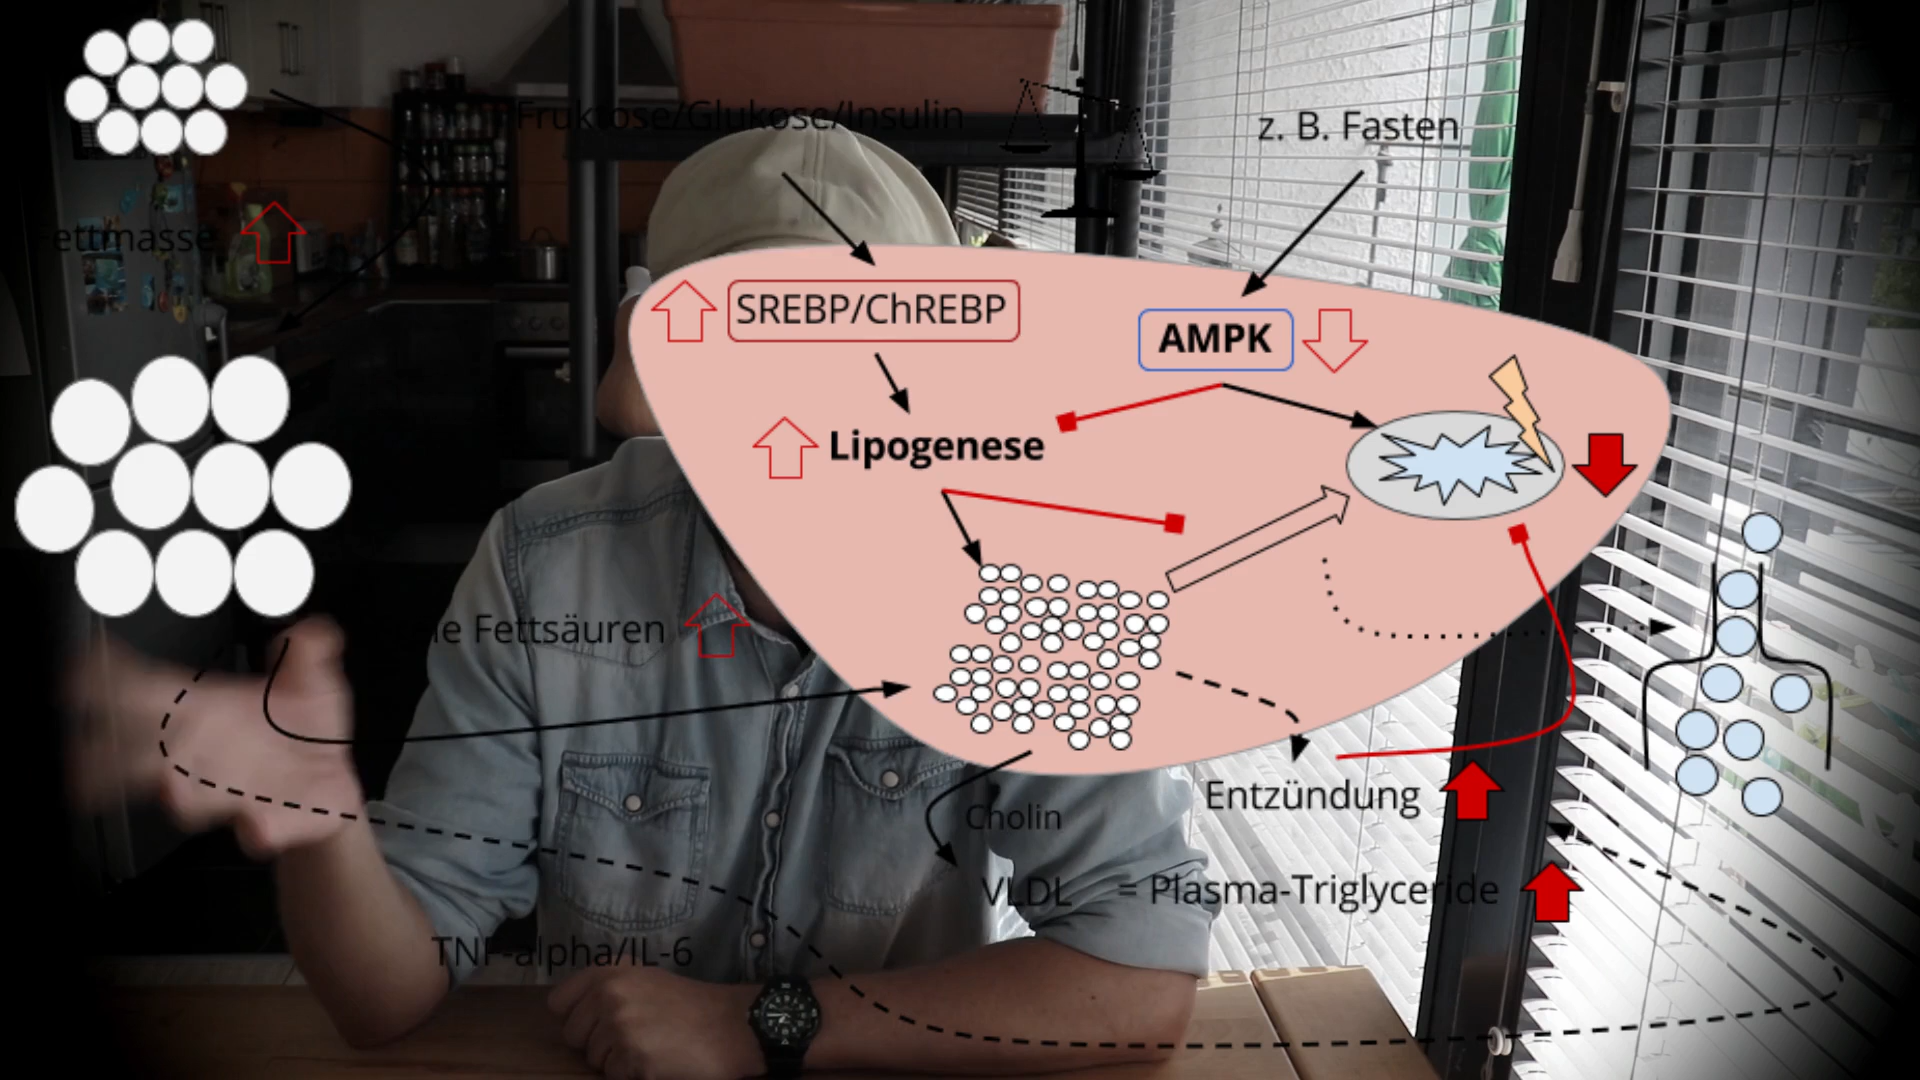 Fruktose/Glukose/Insulin
z. B. Fasten
Fettmasse
SREBP/ChREBP
AMPK
Lipogenese
Fettsäuren
Entzündung
Cholin
VLDL = Plasma-Triglyceride
TNF-alpha/IL-6